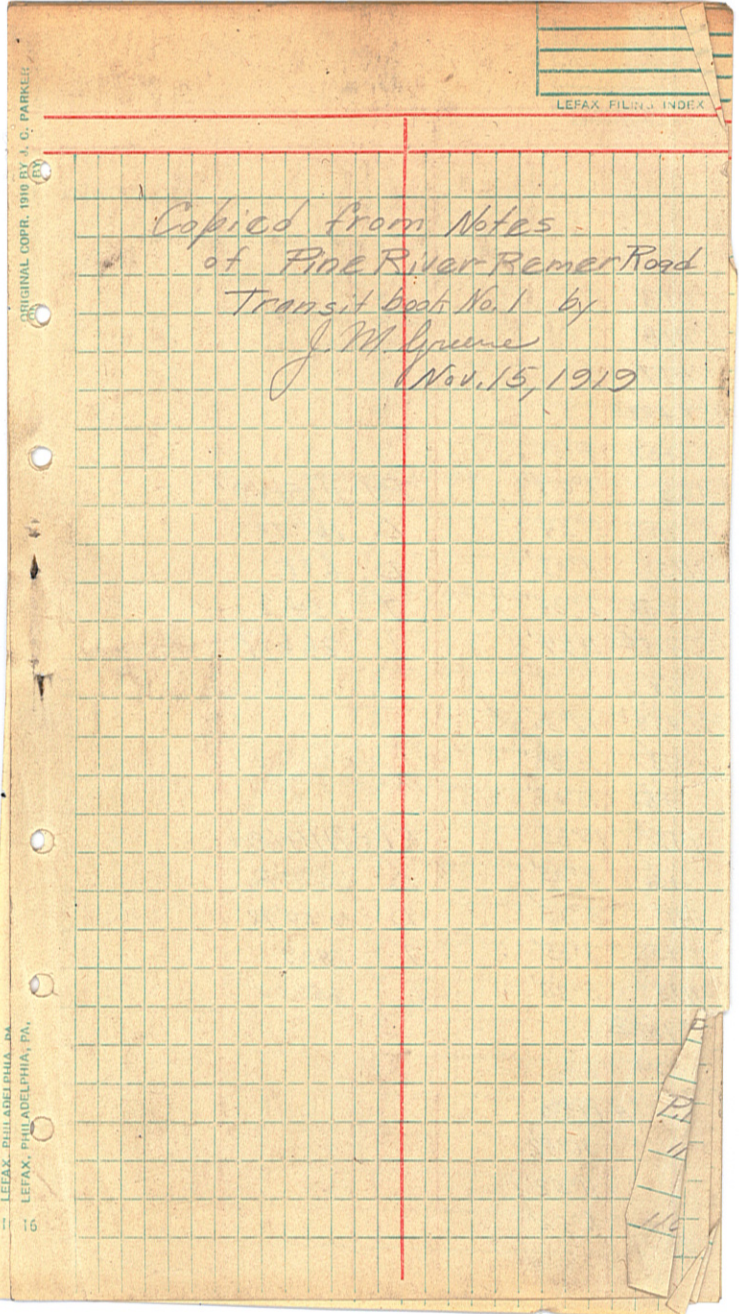 LEFAX FILING INDEX
ORIGINAL COPR. 1910 BY J. C. PARKER
BY
Copied from Notes
of Pine River-Remer Road
Transit book No. 1 by
J. M. Greene
Nov. 15, 1919
LEFAX, PHILADELPHIA, PA.
LEFAX, PHILADELPHIA, PA,
16